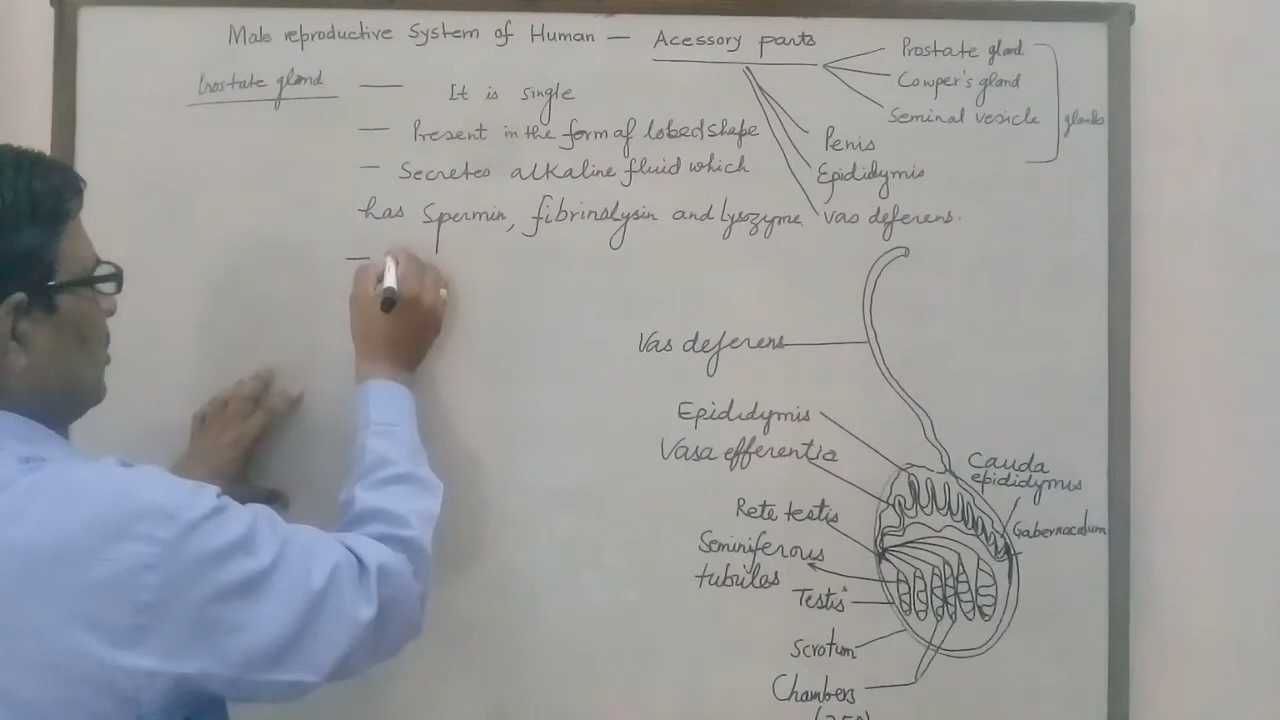 Male reproductive System of Human — Acessory parts
Prostate gland
Cowper's gland
Seminal vesicle
glands
Penis
Epididymis
vas deferens.
Prostate gland — It is single
— Present in the form of lobed shape
— Secretes alkaline fluid which
has Spermin, fibrinolysin and lysozyme.
—
Vas deferens
Epididymis
Vasa efferentia
Cauda
epididymis
Rete testis
Gabernaculum
Seminiferous
tubules
Testis
Scrotum
Chambers